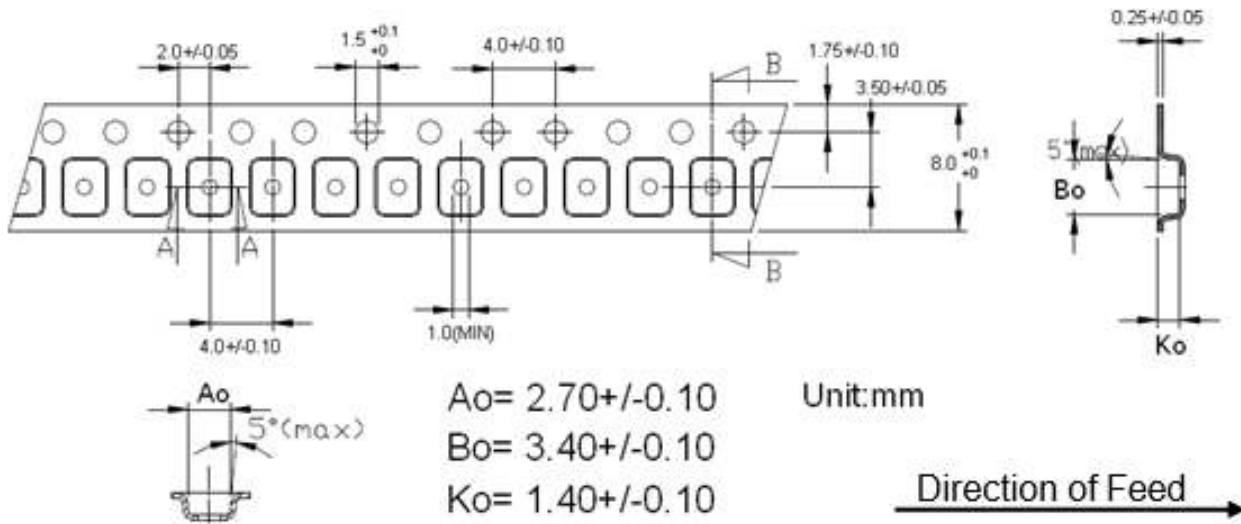 0.25+/-0.05
2.0+/-0.05
1.5 +0.1
+0
4.0+/-0.10
1.75+/-0.10
B
3.50+/-0.05
8.0 +0.1
+0
5°(max)
Bo
A
A
B
4.0+/-0.10
1.0(MIN)
Ko
Ao
5°(max)
Ao= 2.70+/-0.10
Unit:mm
Bo= 3.40+/-0.10
Ko= 1.40+/-0.10
Direction of Feed